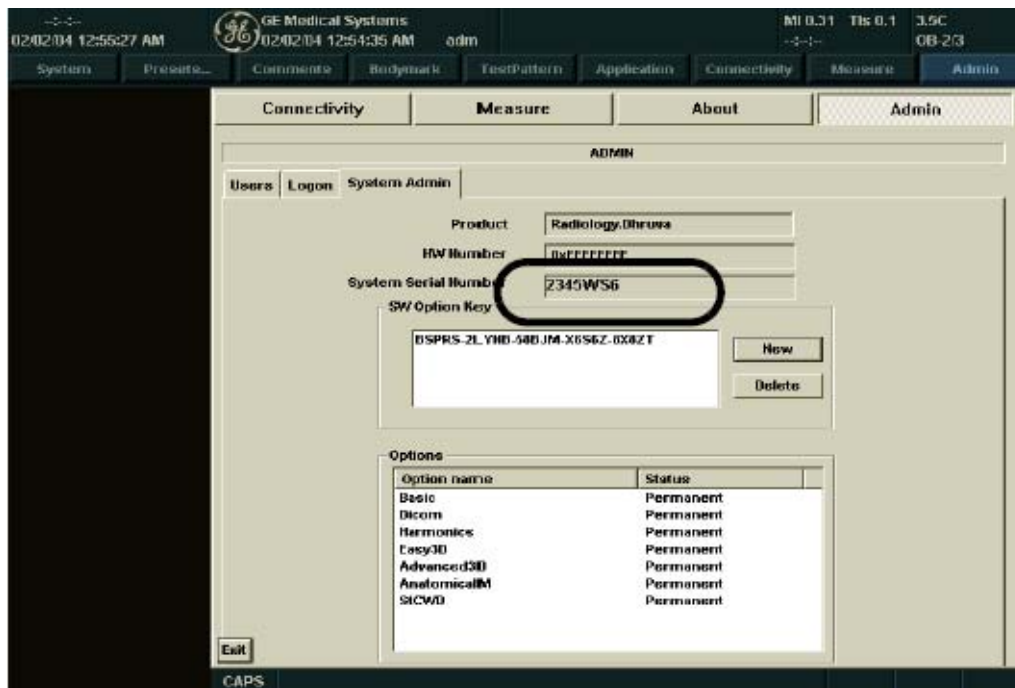 --:--:-- GE Medical Systems MI 0.31 TIs 0.1 3.5C
02/02/04 12:55:27 AM 02/02/04 12:54:35 AM adm --:--:-- OB-2/3
System Presets... Comments Bodymark TestPattern Application Connectivity Measure Admin
Connectivity Measure About Admin
ADMIN
Users Logon System Admin
Product Radiology.Dhruva
HW Number 0xFFFFFFFF
System Serial Number 2345WS6
SW Option Key
New
Delete
Options
Option name Status
Basic Permanent
Dicom Permanent
Harmonics Permanent
Easy3D Permanent
Advanced3D Permanent
AnatomicalM Permanent
Permanent
Exit
CAPS